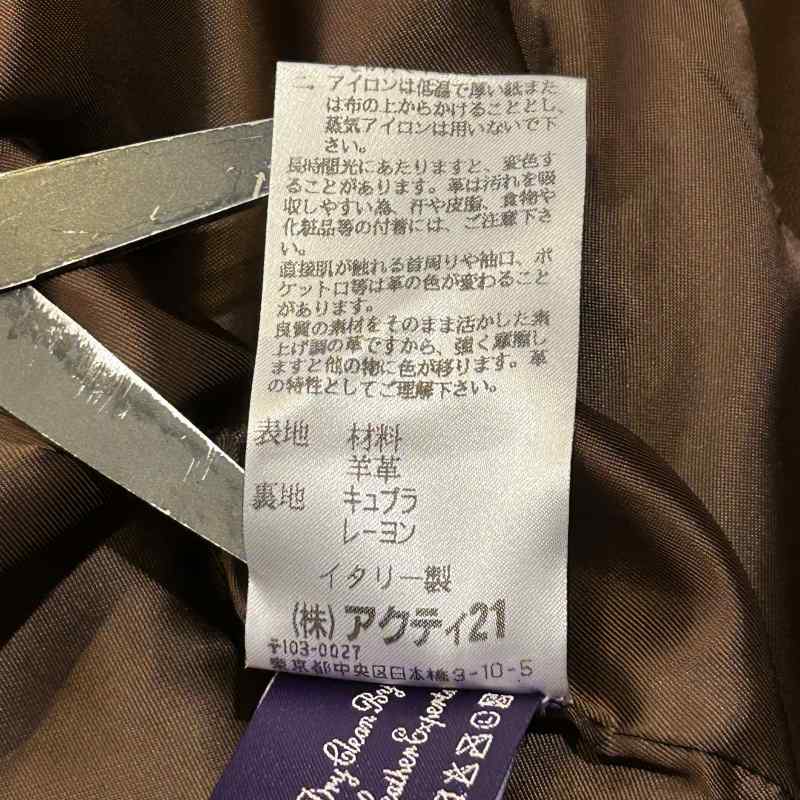 二、アイロンは低温で厚い紙また
は布の上からかけることとし、
蒸気アイロンは用いないで下
さい。
長時間光にあたりますと、変色す
ることがあります。革は汚れを吸
収しやすい為、汗や皮脂、食物や
化粧品等の付着には、ご注意下さ
い。
直接肌が触れる首周りや袖口、ポ
ケット口等は革の色が変わること
があります。
良質の素材をそのまま活かした素
上げ調の革ですから、強く摩擦し
ますと他の物に色が移ります。革
の特性としてご理解下さい。
表地 材料
羊革
裏地 キュプラ
レーヨン
イタリー製
(株)アクティ21
〒103-0027
東京都中央区日本橋3-10-5
Dry Clean By
Leather Experts